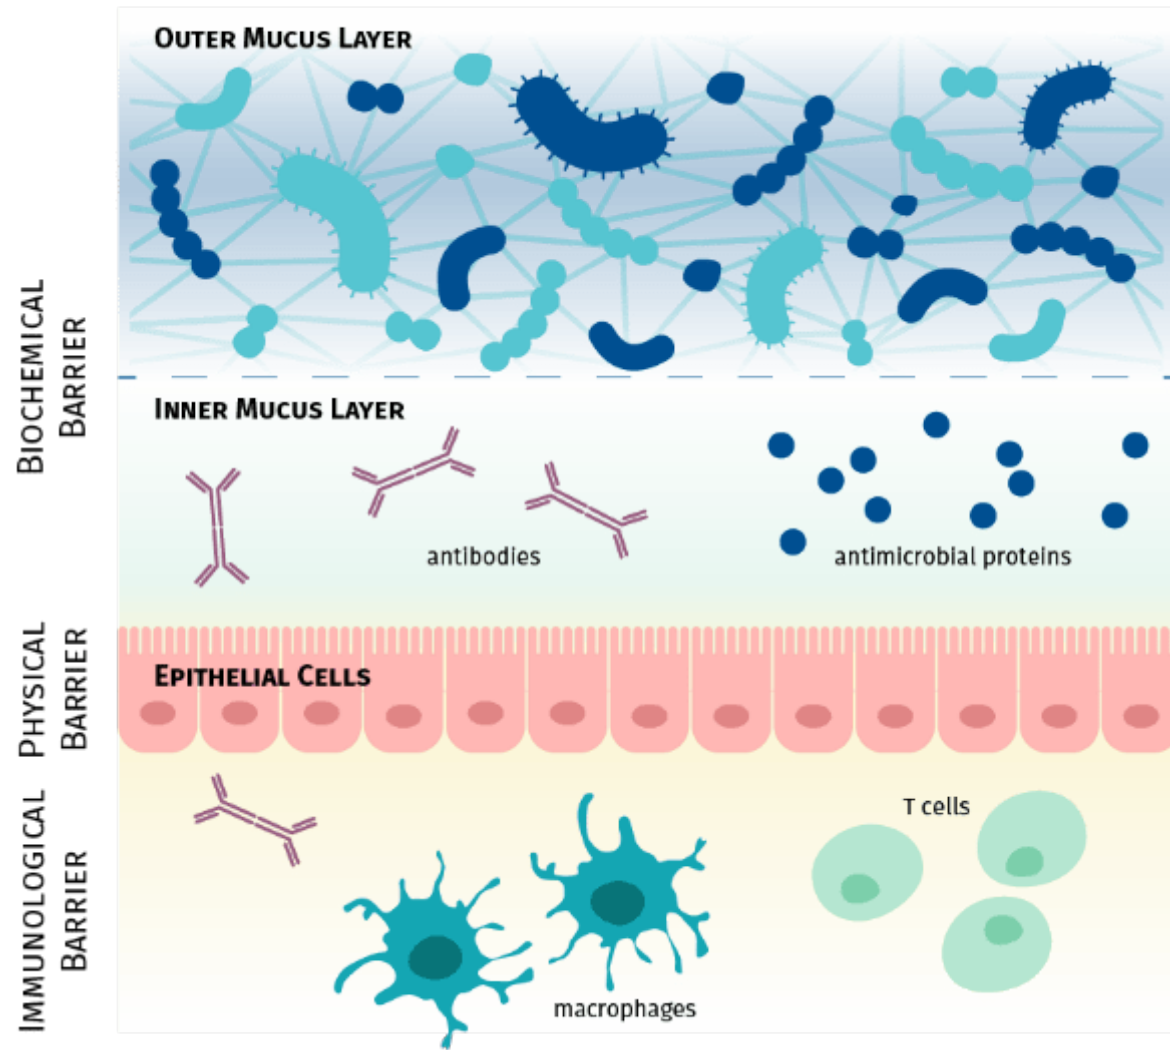 OUTER MUCUS LAYER
BIOCHEMICAL
BARRIER
INNER MUCUS LAYER
antibodies
antimicrobial proteins
PHYSICAL
BARRIER
EPITHELIAL CELLS
IMMUNOLOGICAL
BARRIER
T cells
macrophages